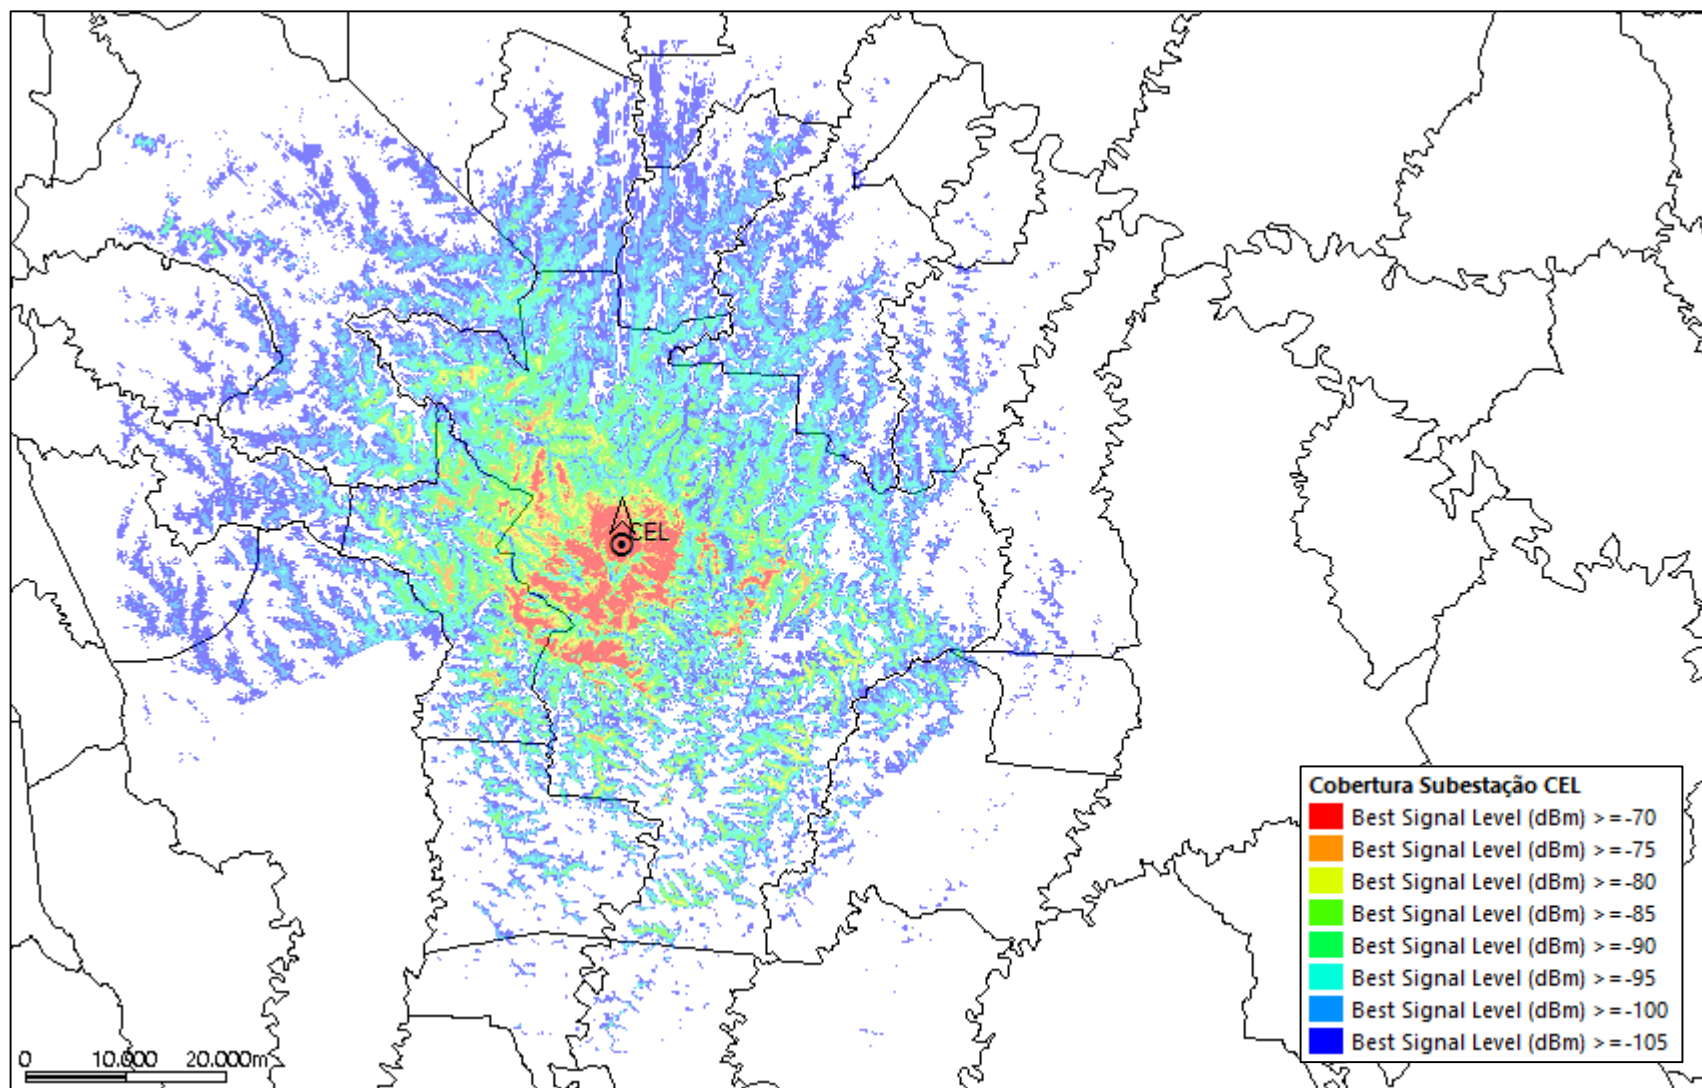 CEL
Cobertura Subestação CEL
Best Signal Level (dBm) >=-70
Best Signal Level (dBm) >=-75
Best Signal Level (dBm) >=-80
Best Signal Level (dBm) >=-85
Best Signal Level (dBm) >=-90
Best Signal Level (dBm) >=-95
Best Signal Level (dBm) >=-100
Best Signal Level (dBm) >=-105
0 10.000 20.000m